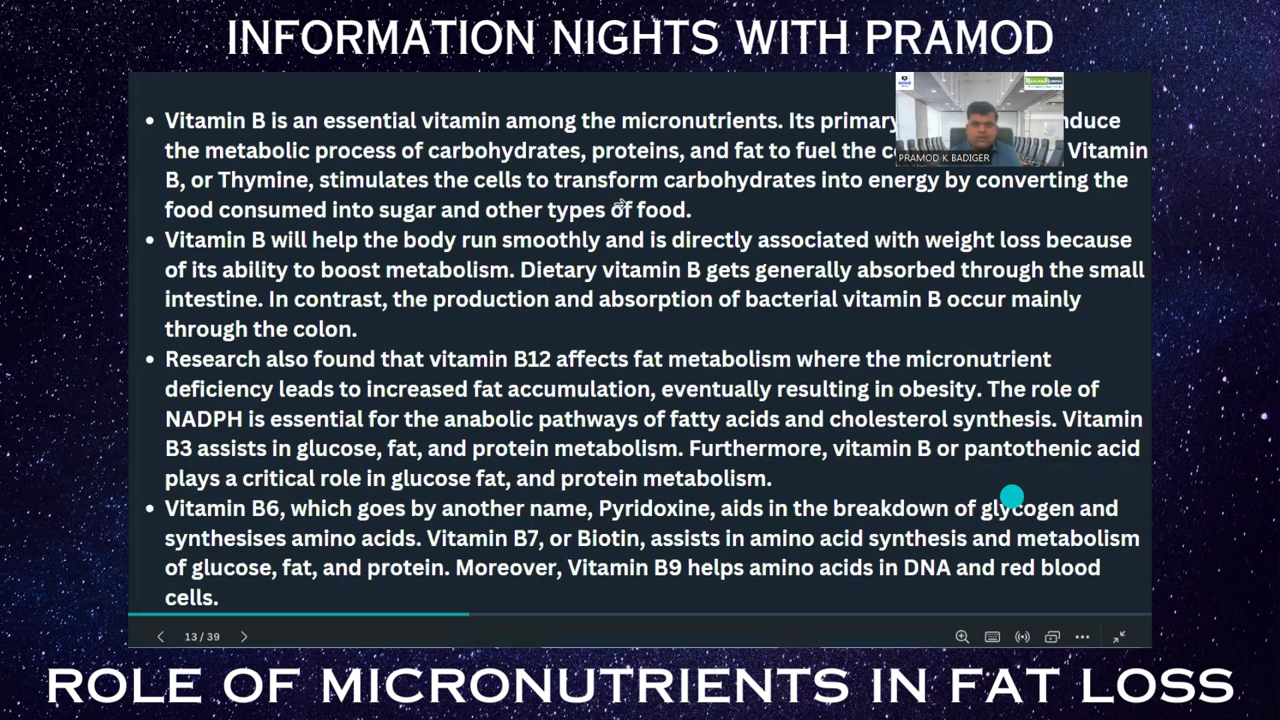 INFORMATION NIGHTS WITH PRAMOD
• Vitamin B is an essential vitamin among the micronutrients. Its primary nduce
the metabolic process of carbohydrates, proteins, and fat to fuel the Vitamin
B, or Thymine, stimulates the cells to transform carbohydrates into energy by converting the
food consumed into sugar and other types of food.
• Vitamin B will help the body run smoothly and is directly associated with weight loss because
of its ability to boost metabolism. Dietary vitamin B gets generally absorbed through the small
intestine. In contrast, the production and absorption of bacterial vitamin B occur mainly
through the colon.
• Research also found that vitamin B12 affects fat metabolism where the micronutrient
deficiency leads to increased fat accumulation, eventually resulting in obesity. The role of
NADPH is essential for the anabolic pathways of fatty acids and cholesterol synthesis. Vitamin
B3 assists in glucose, fat, and protein metabolism. Furthermore, vitamin B or pantothenic acid
plays a critical role in glucose fat, and protein metabolism.
• Vitamin B6, which goes by another name, Pyridoxine, aids in the breakdown of glycogen and
synthesises amino acids. Vitamin B7, or Biotin, assists in amino acid synthesis and metabolism
of glucose, fat, and protein. Moreover, Vitamin B9 helps amino acids in DNA and red blood
cells.
PRAMOD K BADIGER
13 / 39
ROLE OF MICRONUTRIENTS IN FAT LOSS